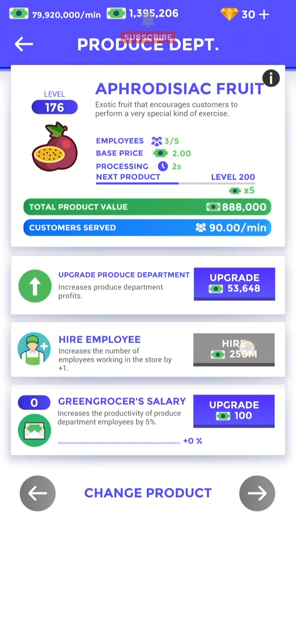 79,920,000/min 1,395,206 30 +
SUBSCRIBE
PRODUCE DEPT.
LEVEL
176
APHRODISIAC FRUIT
i
Exotic fruit that encourages customers to
perform a very special kind of exercise.
EMPLOYEES 3/5
BASE PRICE 2.00
PROCESSING 2s
NEXT PRODUCT LEVEL 200
x5
TOTAL PRODUCT VALUE 888,000
CUSTOMERS SERVED 90.00/min
UPGRADE PRODUCE DEPARTMENT
Increases produce department
profits.
UPGRADE
53,648
HIRE EMPLOYEE
Increases the number of
employees working in the store by
+1.
HIRE
250M
0
GREENGROCER'S SALARY
Increases the productivity of produce
department employees by 5%.
+0 %
UPGRADE
100
CHANGE PRODUCT